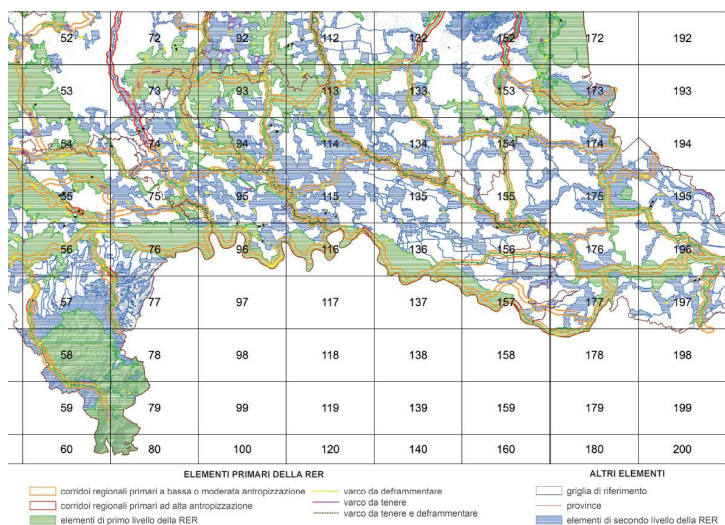 52 72 92 112 132 152 172 192
53 73 93 113 133 153 173 193
54 74 94 114 134 154 174 194
55 75 95 115 135 155 175 195
56 76 96 116 136 156 176 196
57 77 97 117 137 157 177 197
58 78 98 118 138 158 178 198
59 79 99 119 139 159 179 199
60 80 100 120 140 160 180 200
ELEMENTI PRIMARI DELLA RER
corridoi regionali primari a bassa o moderata antropizzazione
corridoi regionali primari ad alta antropizzazione
elementi di primo livello della RER
varco da deframmentare
varco da tenere
varco da tenere e deframmentare
ALTRI ELEMENTI
griglia di riferimento
province
elementi di secondo livello della RER